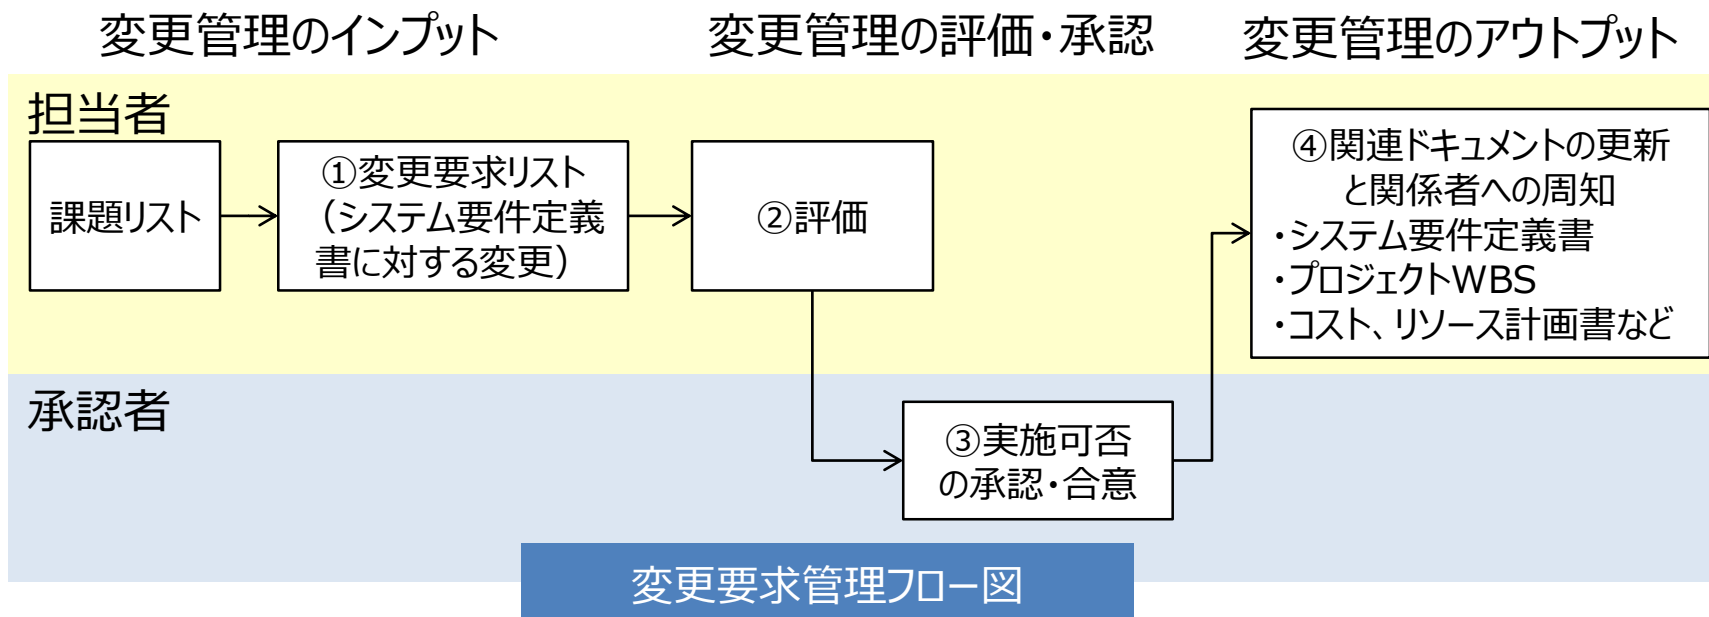 変更管理のインプット
変更管理の評価・承認
変更管理のアウトプット
担当者
課題リスト
①変更要求リスト
（システム要件定義
書に対する変更）
②評価
④関連ドキュメントの更新
と関係者への周知
・システム要件定義書
・プロジェクトWBS
・コスト、リソース計画書など
承認者
③実施可否
の承認・合意
変更要求管理フロー図